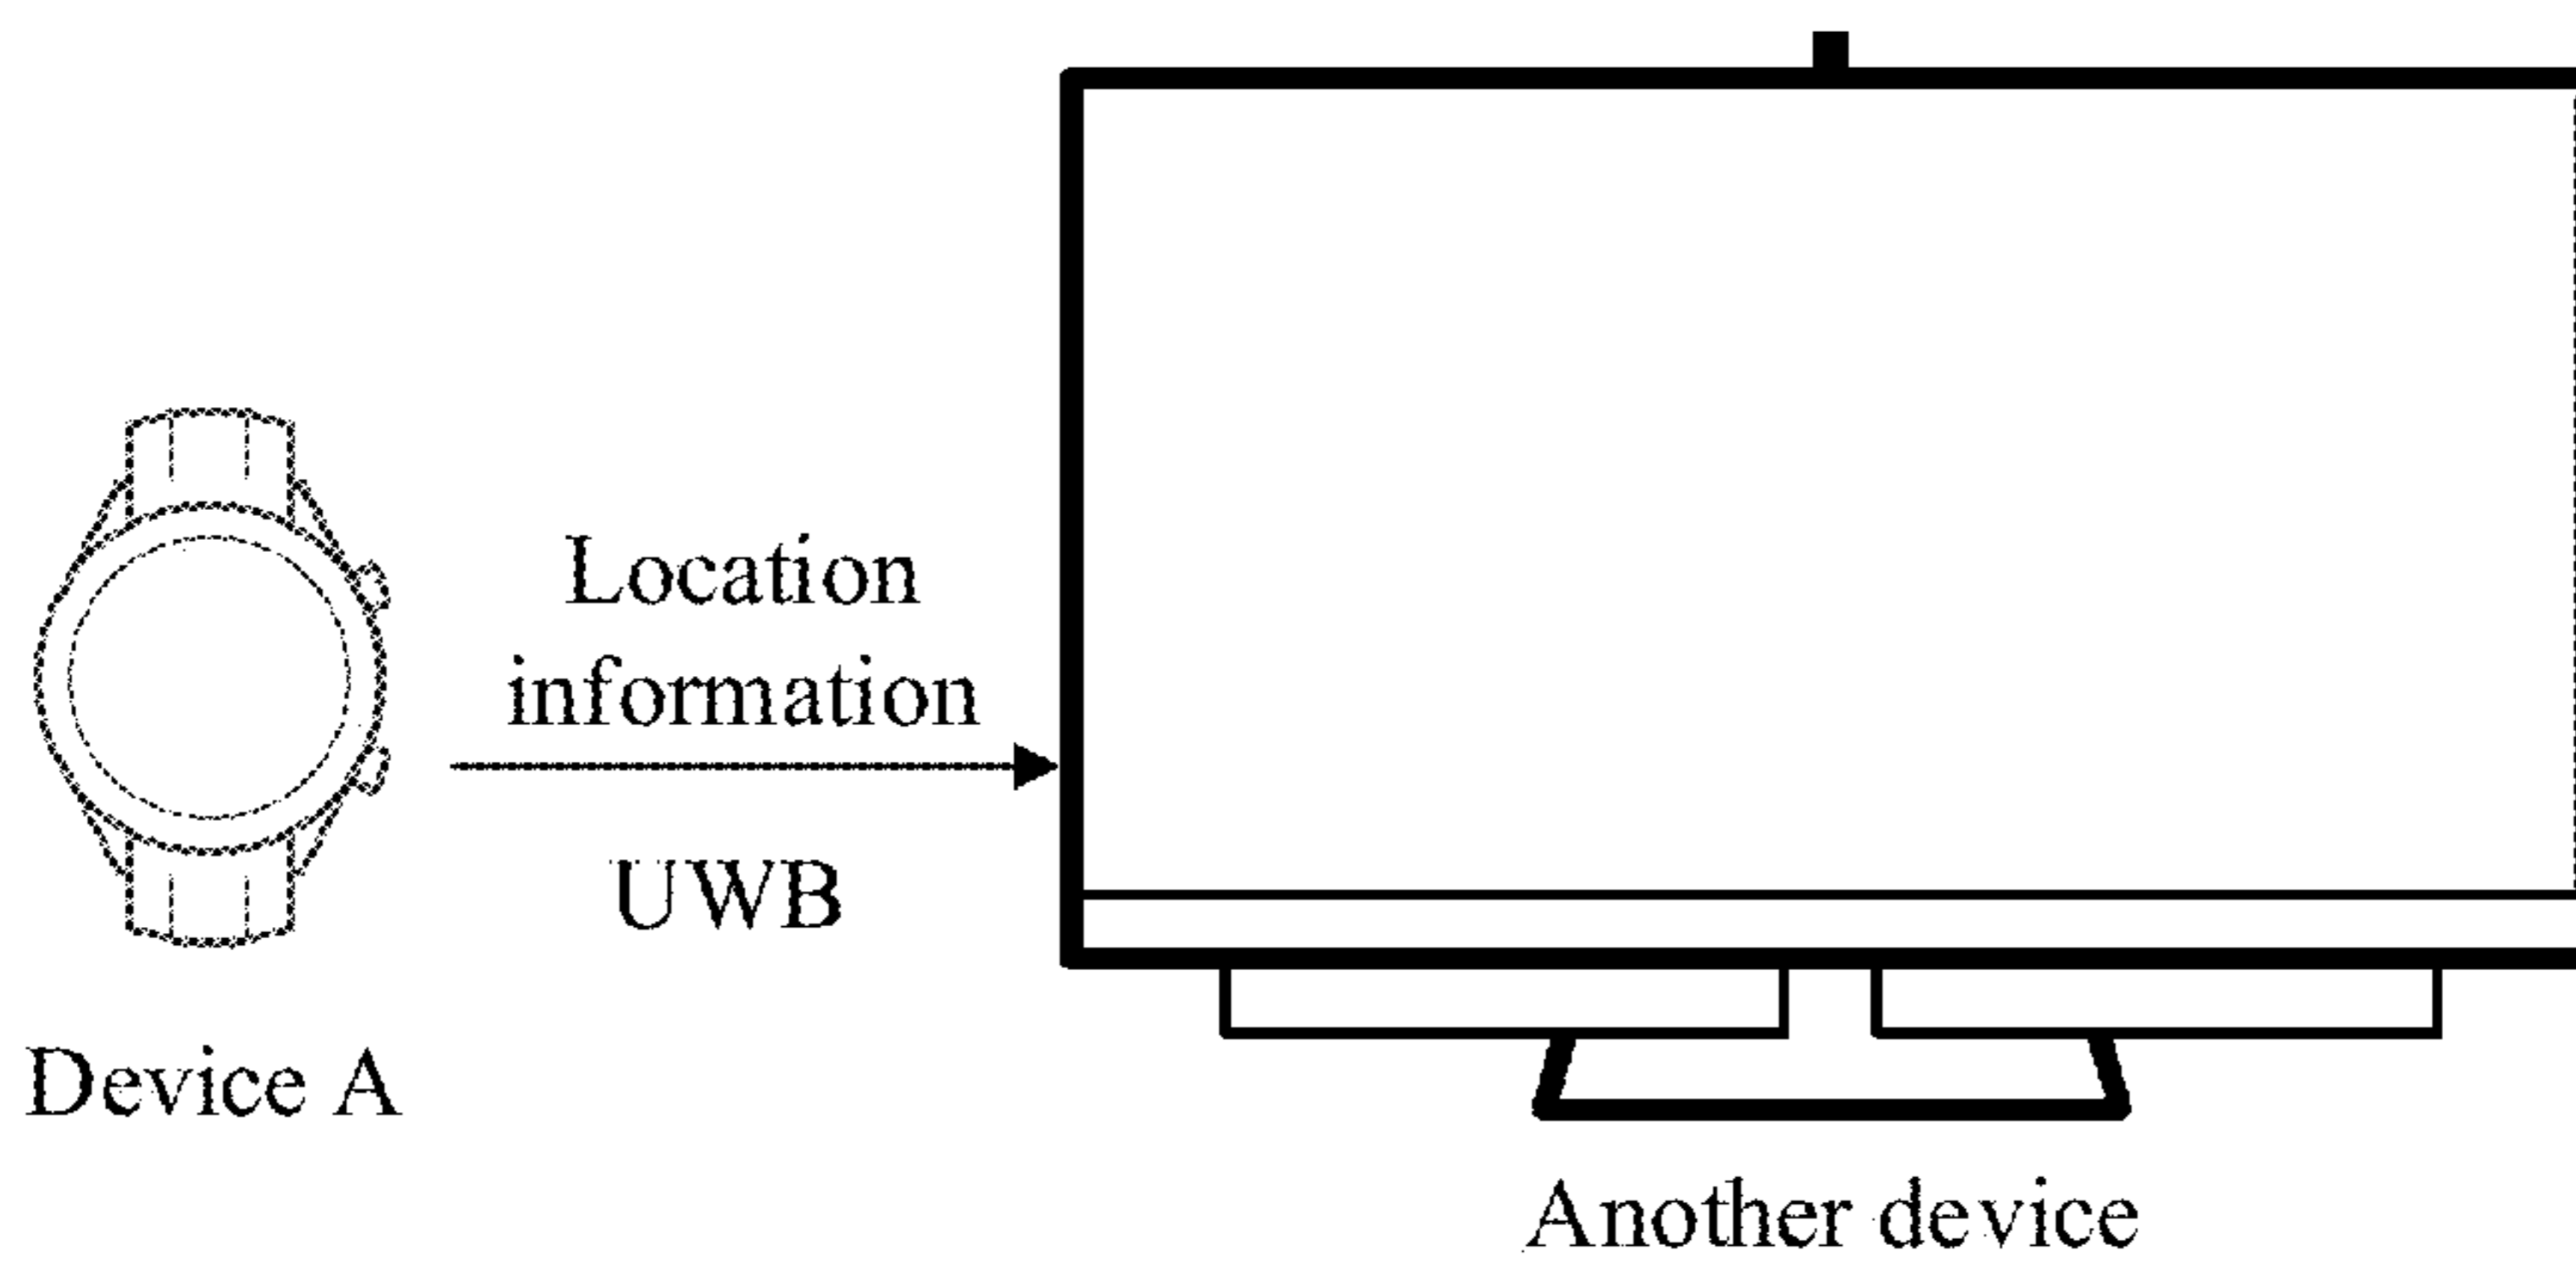 Location
information
UWB
Device A
Another device